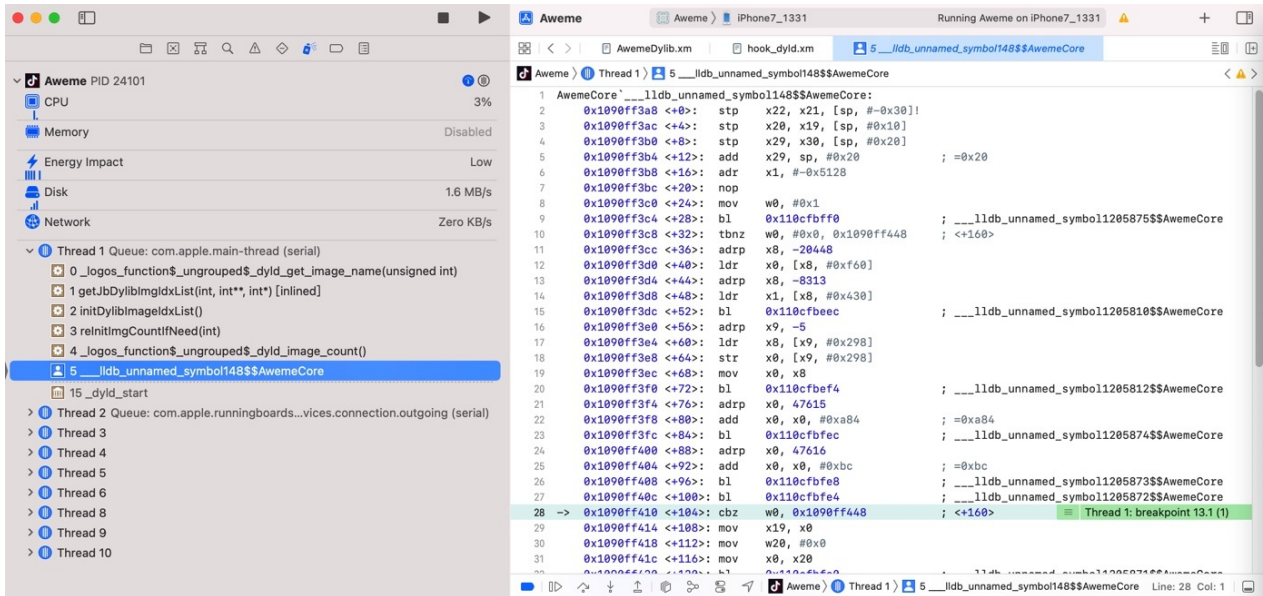 Aweme
Aweme 〉 iPhone7_1331
Running Aweme on iPhone7_1331
AwemeDylib.xm
hook_dyld.xm
5 ___lldb_unnamed_symbol148$$AwemeCore
Aweme 〉 Thread 1 〉 5 ___lldb_unnamed_symbol148$$AwemeCore
Aweme PID 24101
CPU 3%
Memory Disabled
Energy Impact Low
Disk 1.6 MB/s
Network Zero KB/s
Thread 1 Queue: com.apple.main-thread (serial)
0 _logos_function$_ungrouped$_dyld_get_image_name(unsigned int)
1 getJbDylibImgIdxList(int, int**, int*) [inlined]
2 initDylibImageIdxList()
3 reInitImgCountIfNeed(int)
4 _logos_function$_ungrouped$_dyld_image_count()
5 ___lldb_unnamed_symbol148$$AwemeCore
15 _dyld_start
Thread 2 Queue: com.apple.runningboards...vices.connection.outgoing (serial)
Thread 3
Thread 4
Thread 5
Thread 6
Thread 8
Thread 9
Thread 10
1 AwemeCore`___lldb_unnamed_symbol148$$AwemeCore:
2 0x1090ff3a8 <+0>: stp x22, x21, [sp, #-0x30]!
3 0x1090ff3ac <+4>: stp x20, x19, [sp, #0x10]
4 0x1090ff3b0 <+8>: stp x29, x30, [sp, #0x20]
5 0x1090ff3b4 <+12>: add x29, sp, #0x20 ; =0x20
6 0x1090ff3b8 <+16>: adr x1, #-0x5128
7 0x1090ff3bc <+20>: nop
8 0x1090ff3c0 <+24>: mov w0, #0x1
9 0x1090ff3c4 <+28>: bl 0x110cfbff0 ; ___lldb_unnamed_symbol1205875$$AwemeCore
10 0x1090ff3c8 <+32>: tbnz w0, #0x0, 0x1090ff448 ; <+160>
11 0x1090ff3cc <+36>: adrp x8, -20448
12 0x1090ff3d0 <+40>: ldr x0, [x8, #0xf60]
13 0x1090ff3d4 <+44>: adrp x8, -8313
14 0x1090ff3d8 <+48>: ldr x1, [x8, #0x430]
15 0x1090ff3dc <+52>: bl 0x110cfbeec ; ___lldb_unnamed_symbol1205810$$AwemeCore
16 0x1090ff3e0 <+56>: adrp x9, -5
17 0x1090ff3e4 <+60>: ldr x8, [x9, #0x298]
18 0x1090ff3e8 <+64>: str x0, [x9, #0x298]
19 0x1090ff3ec <+68>: mov x0, x8
20 0x1090ff3f0 <+72>: bl 0x110cfbef4 ; ___lldb_unnamed_symbol1205812$$AwemeCore
21 0x1090ff3f4 <+76>: adrp x0, 47615
22 0x1090ff3f8 <+80>: add x0, x0, #0xa84 ; =0xa84
23 0x1090ff3fc <+84>: bl 0x110cfbfec ; ___lldb_unnamed_symbol1205874$$AwemeCore
24 0x1090ff400 <+88>: adrp x0, 47616
25 0x1090ff404 <+92>: add x0, x0, #0xbc ; =0xbc
26 0x1090ff408 <+96>: bl 0x110cfbfe8 ; ___lldb_unnamed_symbol1205873$$AwemeCore
27 0x1090ff40c <+100>: bl 0x110cfbfe4 ; ___lldb_unnamed_symbol1205872$$AwemeCore
28 -> 0x1090ff410 <+104>: cbz w0, 0x1090ff448 ; <+160> Thread 1: breakpoint 13.1 (1)
29 0x1090ff414 <+108>: mov x19, x0
30 0x1090ff418 <+112>: mov w20, #0x0
31 0x1090ff41c <+116>: mov x0, x20
Aweme 〉 Thread 1 〉 5 ___lldb_unnamed_symbol148$$AwemeCore Line: 28 Col: 1